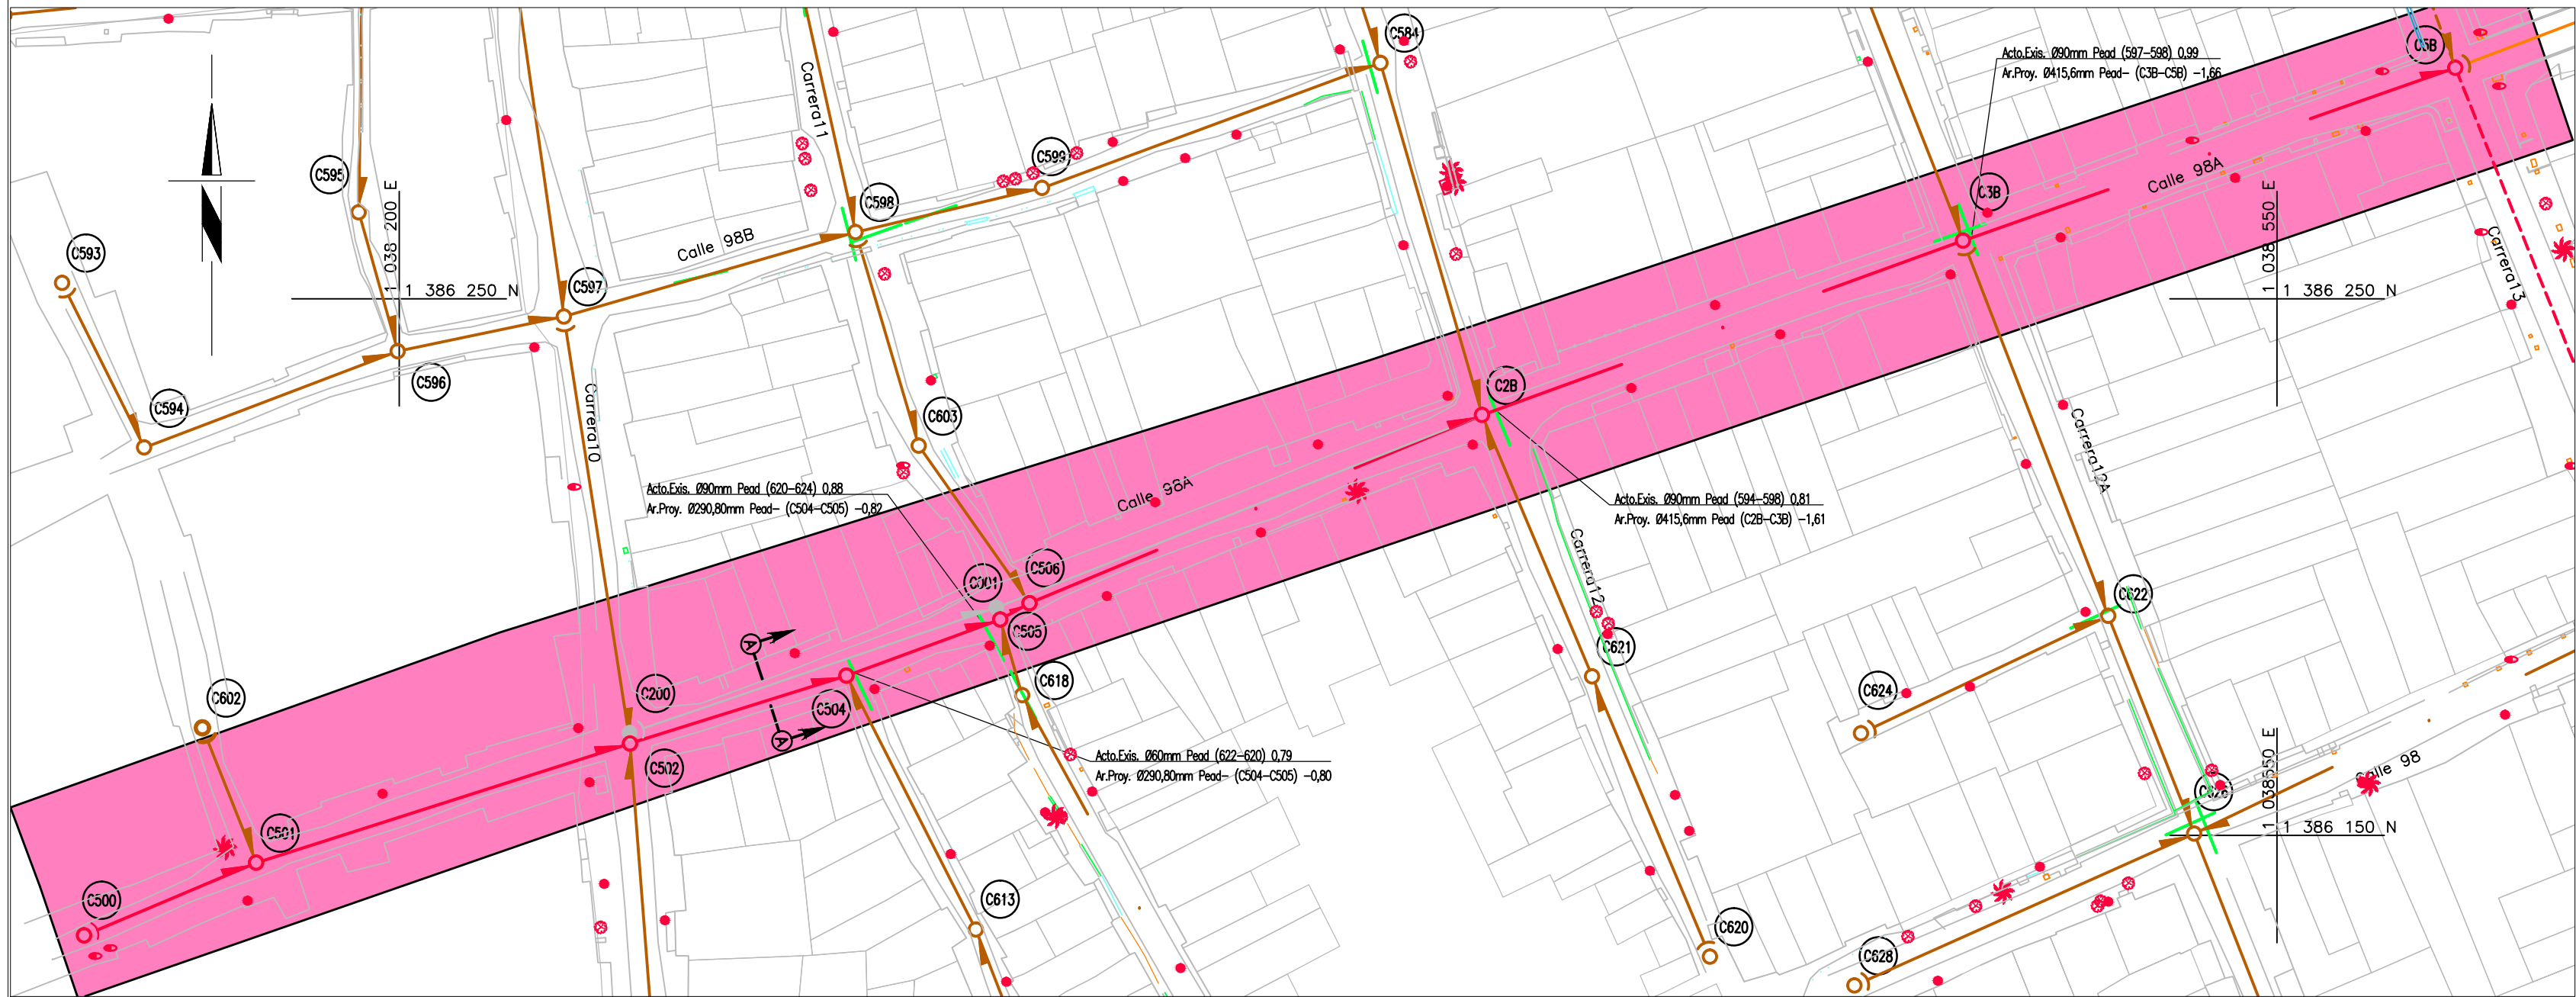 C584
Acto.Exis. Ø90mm Pead (597-598) 0,99
Ar.Proy. Ø415,6mm Pead- (C3B-C5B) -1,66
C5B
Carrera11
C599
C595
C598
C3B
Calle 98A
1 038 200 E
1 038 550 E
Calle 98B
C593
C597
Carrera13
1 386 250 N
1 386 250 N
C596
C2B
C594
C603
Carrera10
Carrera12A
Acto.Exis. Ø90mm Pead (620-624) 0,88
Ar.Proy. Ø290,80mm Pead- (C504-C505) -0,82
Calle 98A
Acto.Exis. Ø90mm Pead (594-598) 0,81
Ar.Proy. Ø415,6mm Pead (C2B-C3B) -1,61
Carrera12
C001
C506
C622
C505
A
C621
C618
C602
C200
C624
C504
A
C502
Acto.Exis. Ø60mm Pead (622-620) 0,79
Ar.Proy. Ø290,80mm Pead- (C504-C505) -0,80
Calle 98
1 038550 E
C626
C501
1 386 150 N
C500
C613
C620
C628